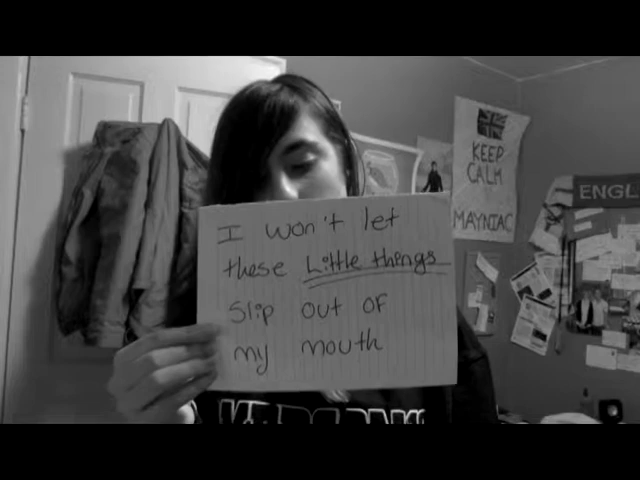 I won't let
these Little things
slip out of
my mouth
KEEP
CALM
MAYNIAC
ENGL